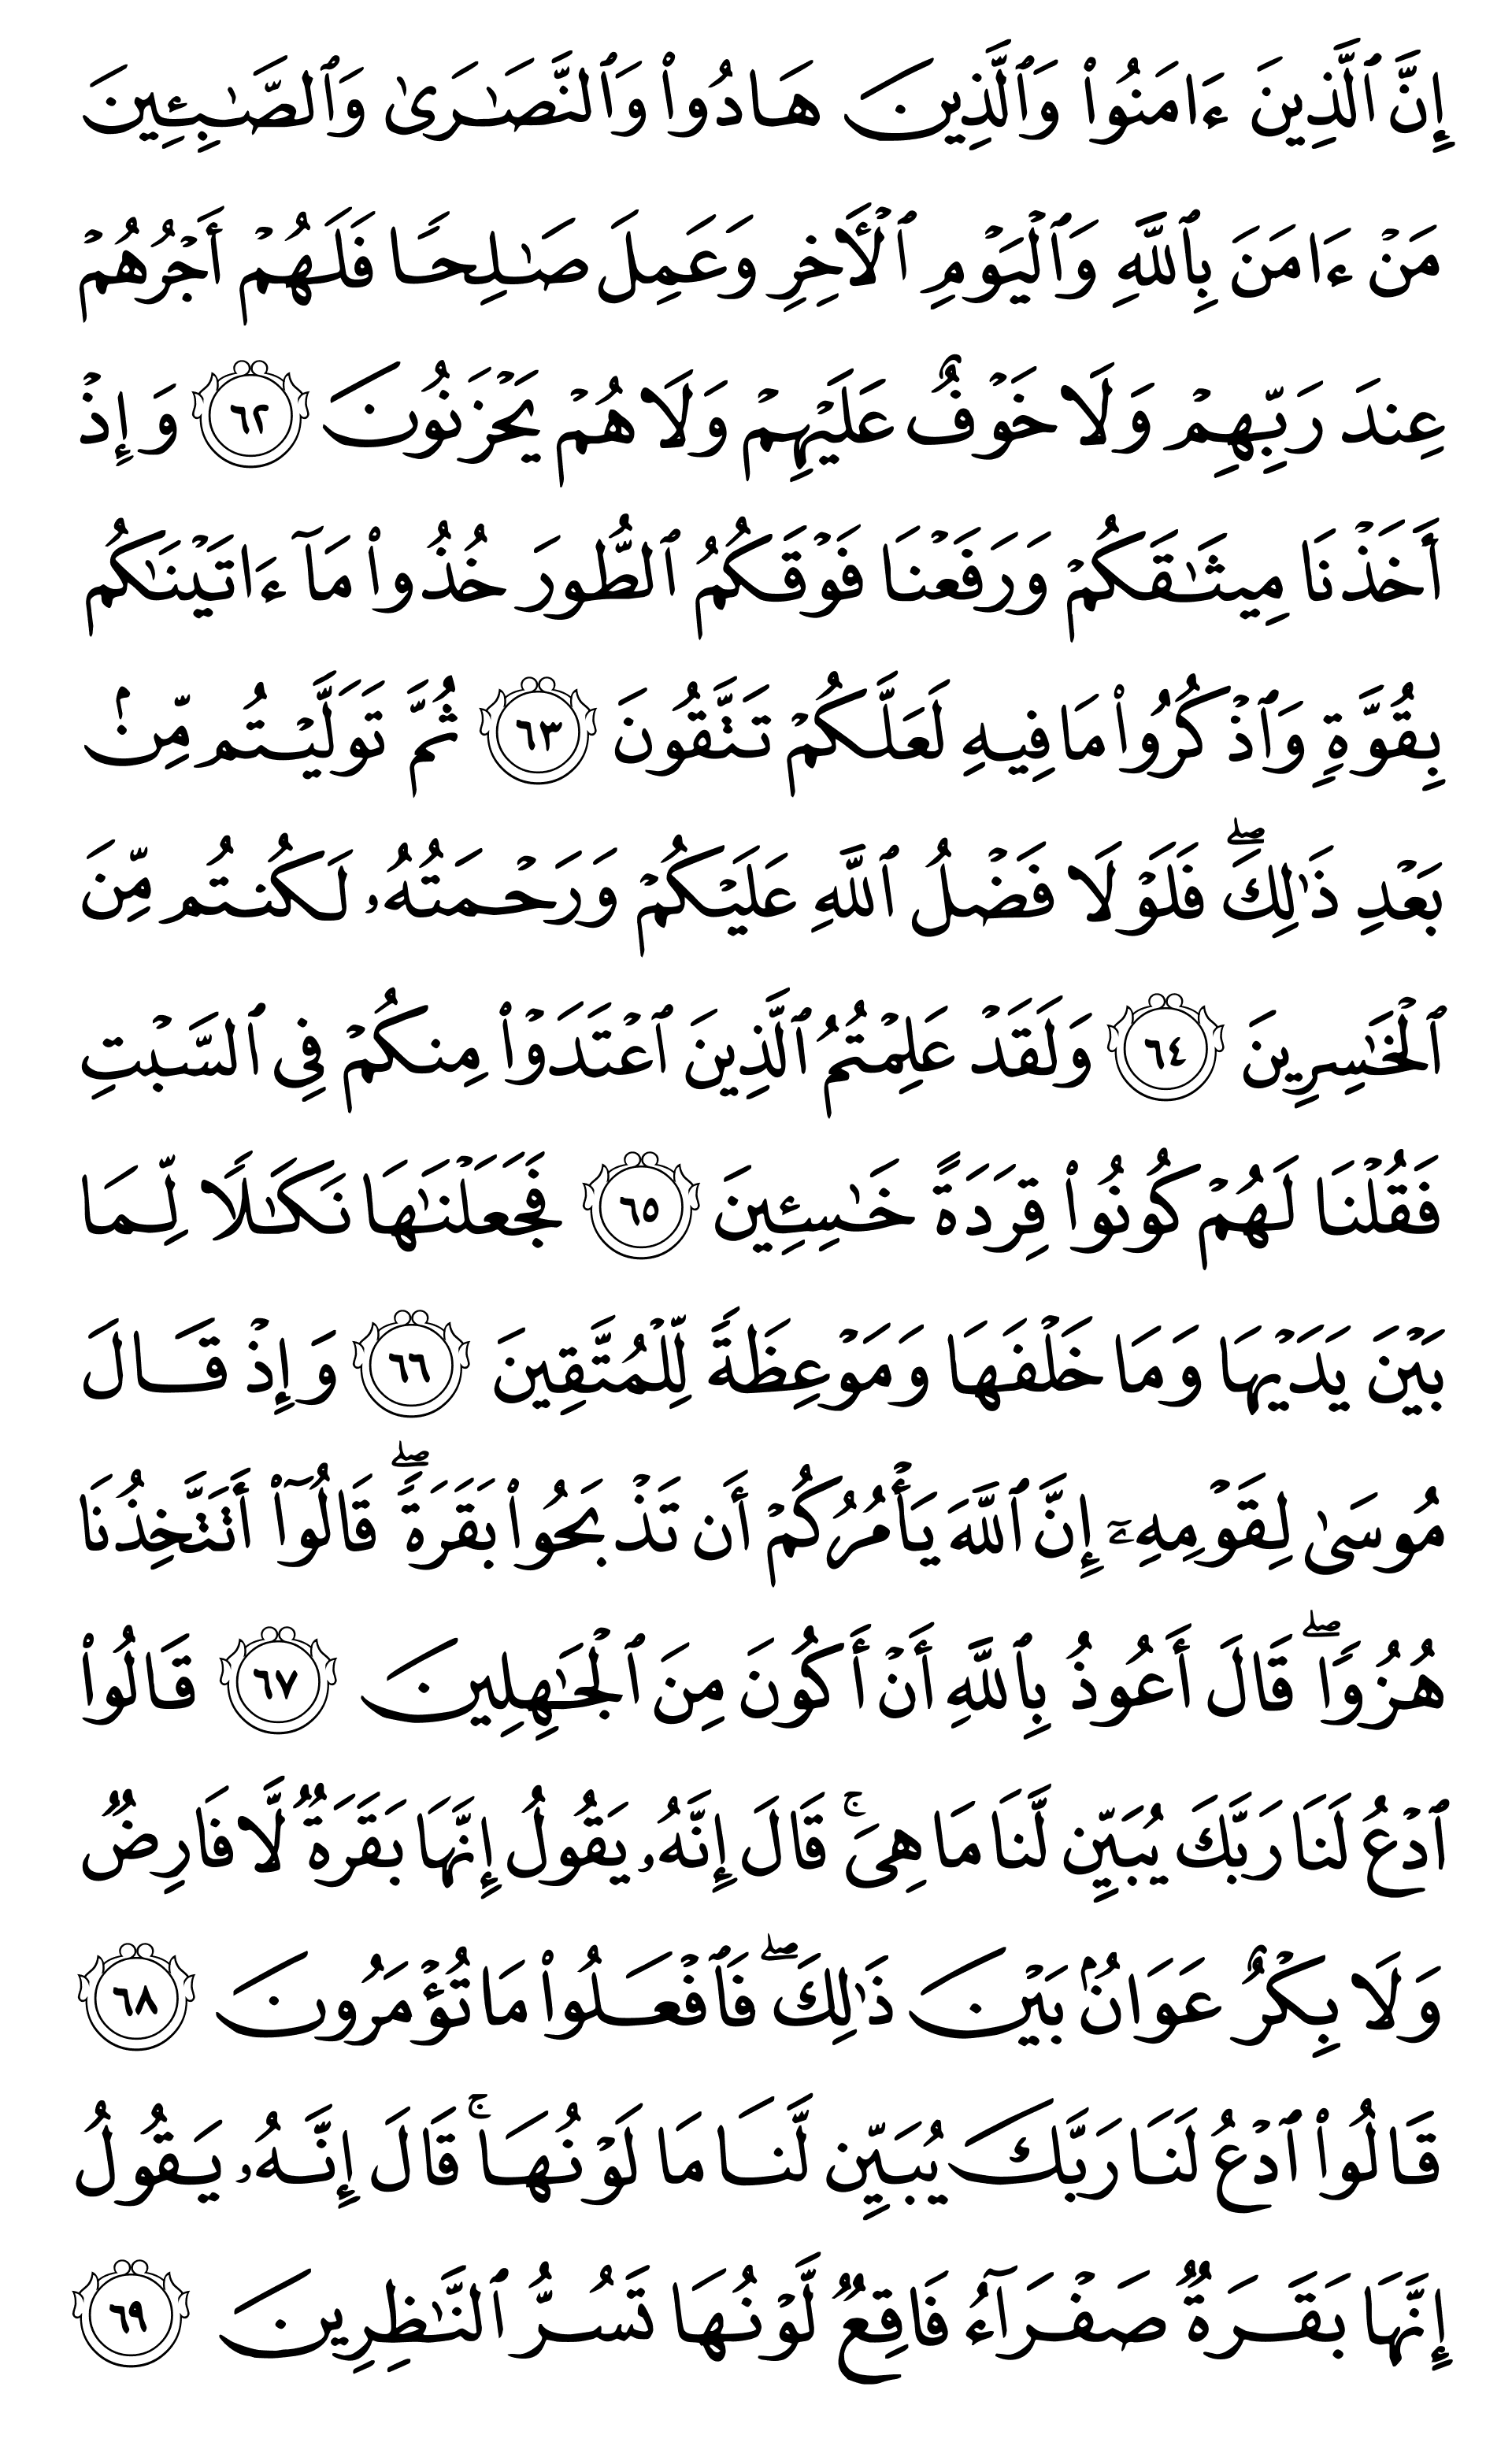 إِنَّ ٱلَّذِينَ ءَامَنُوا۟ وَٱلَّذِينَ هَادُوا۟ وَٱلنَّصَـٰرَىٰ وَٱلصَّـٰبِـِٔينَ
مَنْ ءَامَنَ بِٱللَّهِ وَٱلْيَوْمِ ٱلْـَٔاخِرِ وَعَمِلَ صَـٰلِحًا فَلَهُمْ أَجْرُهُمْ
عِندَ رَبِّهِمْ وَلَا خَوْفٌ عَلَيْهِمْ وَلَا هُمْ يَحْزَنُونَ ٦٢ وَإِذْ
أَخَذْنَا مِيثَـٰقَكُمْ وَرَفَعْنَا فَوْقَكُمُ ٱلطُّورَ خُذُوا۟ مَآ ءَاتَيْنَـٰكُم
بِقُوَّةٍ وَٱذْكُرُوا۟ مَا فِيهِ لَعَلَّكُمْ تَتَّقُونَ ٦٣ ثُمَّ تَوَلَّيْتُم مِّنۢ
بَعْدِ ذَٰلِكَ ۖ فَلَوْلَا فَضْلُ ٱللَّهِ عَلَيْكُمْ وَرَحْمَتُهُۥ لَكُنتُم مِّنَ
ٱلْخَـٰسِرِينَ ٦٤ وَلَقَدْ عَلِمْتُمُ ٱلَّذِينَ ٱعْتَدَوْا۟ مِنكُمْ فِى ٱلسَّبْتِ
فَقُلْنَا لَهُمْ كُونُوا۟ قِرَدَةً خَـٰسِـِٔينَ ٦٥ فَجَعَلْنَـٰهَا نَكَـٰلًا لِّمَا
بَيْنَ يَدَيْهَا وَمَا خَلْفَهَا وَمَوْعِظَةً لِّلْمُتَّقِينَ ٦٦ وَإِذْ قَالَ
مُوسَىٰ لِقَوْمِهِۦٓ إِنَّ ٱللَّهَ يَأْمُرُكُمْ أَن تَذْبَحُوا۟ بَقَرَةً ۖ قَالُوٓا۟ أَتَتَّخِذُنَا
هُزُوًا ۖ قَالَ أَعُوذُ بِٱللَّهِ أَنْ أَكُونَ مِنَ ٱلْجَـٰهِلِينَ ٦٧ قَالُوا۟
ٱدْعُ لَنَا رَبَّكَ يُبَيِّن لَّنَا مَا هِىَ ۚ قَالَ إِنَّهُۥ يَقُولُ إِنَّهَا بَقَرَةٌ لَّا فَارِضٌ
وَلَا بِكْرٌ عَوَانٌۢ بَيْنَ ذَٰلِكَ ۖ فَٱفْعَلُوا۟ مَا تُؤْمَرُونَ ٦٨
قَالُوا۟ ٱدْعُ لَنَا رَبَّكَ يُبَيِّن لَّنَا مَا لَوْنُهَا ۚ قَالَ إِنَّهُۥ يَقُولُ
إِنَّهَا بَقَرَةٌ صَفْرَآءُ فَاقِعٌ لَّوْنُهَا تَسُرُّ ٱلنَّـٰظِرِينَ ٦٩